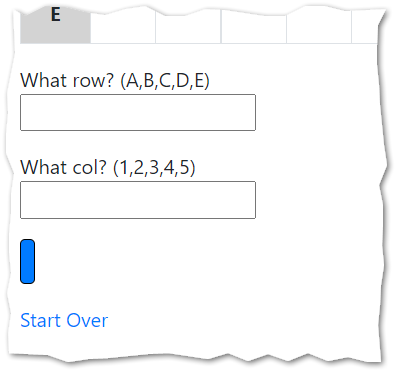 E
What row? (A,B,C,D,E)
What col? (1,2,3,4,5)
Start Over